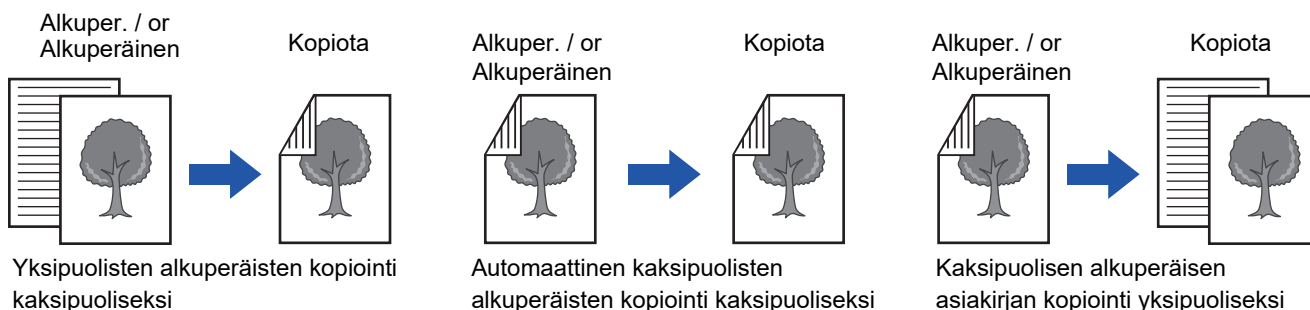 Alkuper. / or
Alkuperäinen
Kopiota
Yksipuolisten alkuperäisten kopiointi
kaksipuoliseksi
Alkuper. / or
Alkuperäinen
Kopiota
Automaattinen kaksipuolisten
alkuperäisten kopiointi kaksipuoliseksi
Alkuper. / or
Alkuperäinen
Kopiota
Kaksipuolisen alkuperäisen
asiakirjan kopiointi yksipuoliseksi